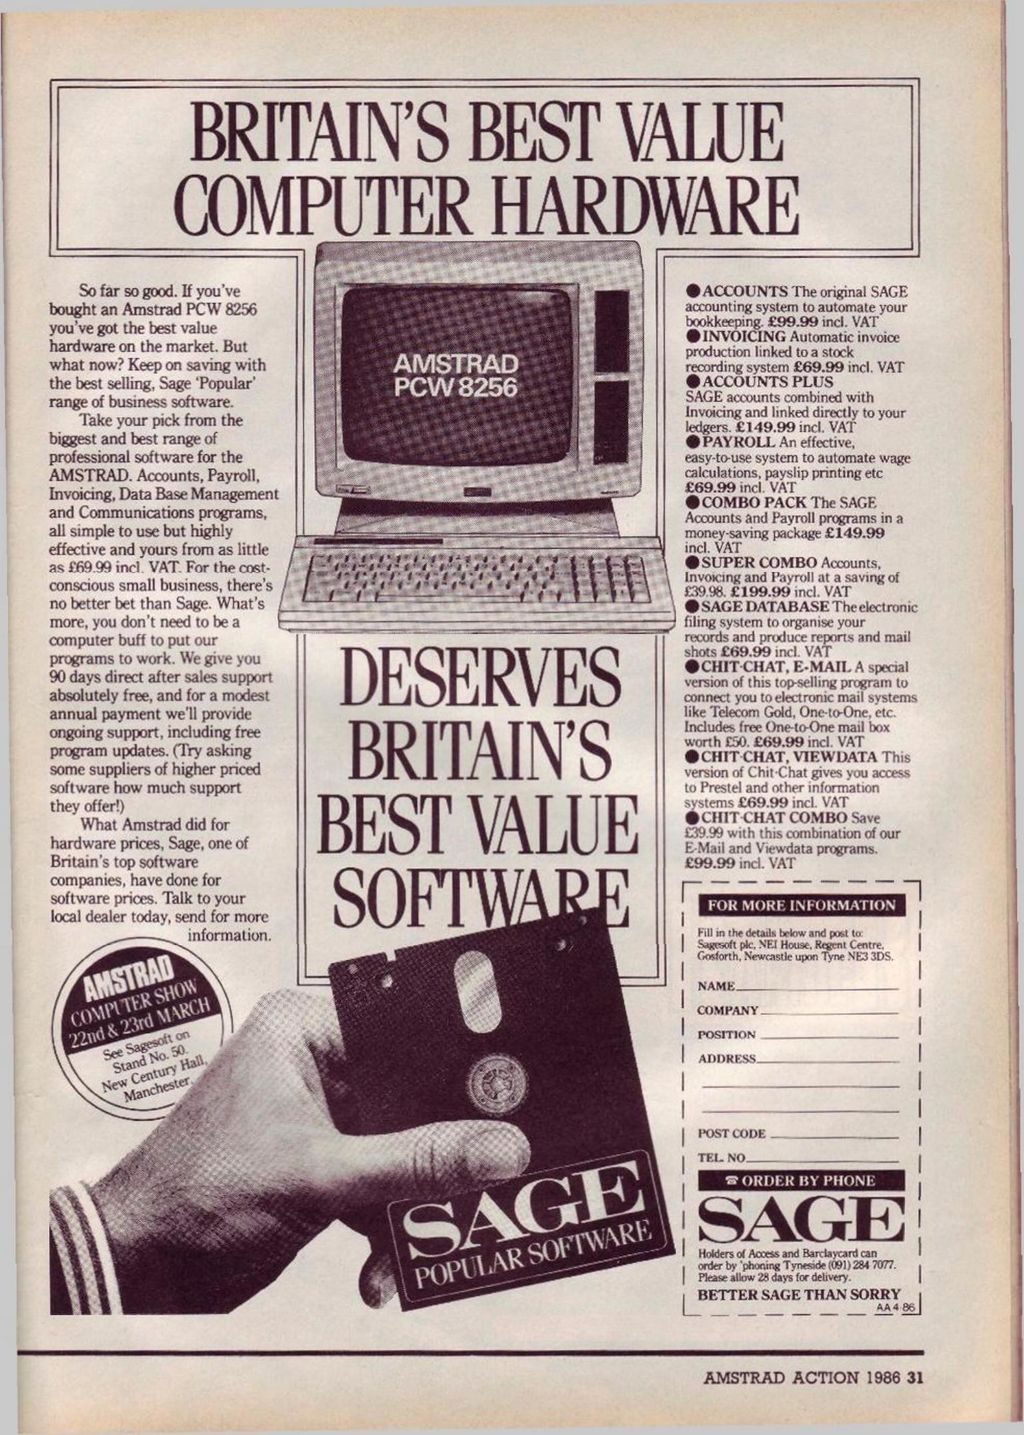 BRITAIN'S BEST VALUE
COMPUTER HARDWARE
So far so good. If you've
bought an Amstrad PCW 8256
you've got the best value
hardware on the market. But
what now? Keep on saving with
the best selling, Sage 'Popular'
range of business software.
Take your pick from the
biggest and best range of
professional software for the
AMSTRAD. Accounts, Payroll,
Invoicing, Data Base Management
and Communications programs,
all simple to use but highly
effective and yours from as little
as £69.99 incl. VAT. For the cost-
conscious small business, there's
no better bet than Sage. What's
more, you don't need to be a
computer buff to put our
programs to work. We give you
90 days direct after sales support
absolutely free, and for a modest
annual payment we'll provide
ongoing support, including free
program updates. (Try asking
some suppliers of higher priced
software how much support
they offer!)
What Amstrad did for
hardware prices, Sage, one of
Britain's top software
companies, have done for
software prices. Talk to your
local dealer today, send for more
information.
AMSTRAD
COMPUTER SHOW
22nd & 23rd MARCH
See Sagesoft on
Stand No. 50.
New Century Hall,
Manchester.
AMSTRAD
PCW 8256
DESERVES
BRITAIN'S
BEST VALUE
SOFTWARE
SAGE
POPULAR SOFTWARE
● ACCOUNTS The original SAGE
accounting system to automate your
bookkeeping. £99.99 incl. VAT
● INVOICING Automatic invoice
production linked to a stock
recording system £69.99 incl. VAT
● ACCOUNTS PLUS
SAGE accounts combined with
Invoicing and linked directly to your
ledgers. £149.99 incl. VAT
● PAYROLL An effective,
easy-to-use system to automate wage
calculations, payslip printing etc
£69.99 incl. VAT
● COMBO PACK The SAGE
Accounts and Payroll programs in a
money-saving package £149.99
incl. VAT
● SUPER COMBO Accounts,
Invoicing and Payroll at a saving of
£39.98. £199.99 incl. VAT
● SAGE DATABASE The electronic
filing system to organise your
records and produce reports and mail
shots £69.99 incl. VAT
● CHIT-CHAT, E-MAIL A special
version of this top-selling program to
connect you to electronic mail systems
like Telecom Gold, One-to-One, etc.
Includes free One-to-One mail box
worth £50. £69.99 incl. VAT
● CHIT-CHAT, VIEWDATA This
version of Chit-Chat gives you access
to Prestel and other information
systems £69.99 incl. VAT
● CHIT-CHAT COMBO Save
£39.99 with this combination of our
E-Mail and Viewdata programs.
£99.99 incl. VAT
FOR MORE INFORMATION
Fill in the details below and post to:
Sagesoft plc, NEI House, Regent Centre,
Gosforth, Newcastle upon Tyne NE3 3DS.
NAME
COMPANY
POSITION
ADDRESS
POST CODE
TEL. NO.
☎ ORDER BY PHONE
SAGE
Holders of Access and Barclaycard can
order by 'phoning Tyneside (091) 284 7077.
Please allow 28 days for delivery.
BETTER SAGE THAN SORRY
AA 4 86
AMSTRAD ACTION 1986 31